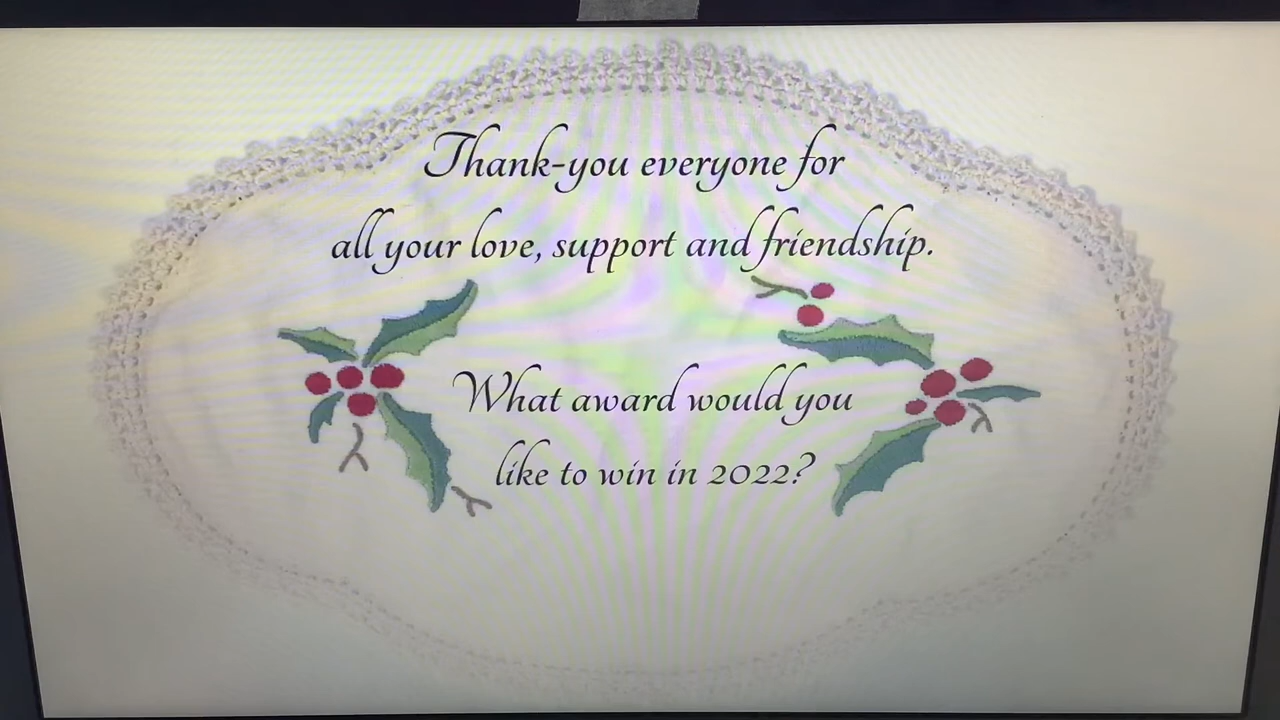 Thank-you everyone for
all your love, support and friendship.
What award would you
like to win in 2022?